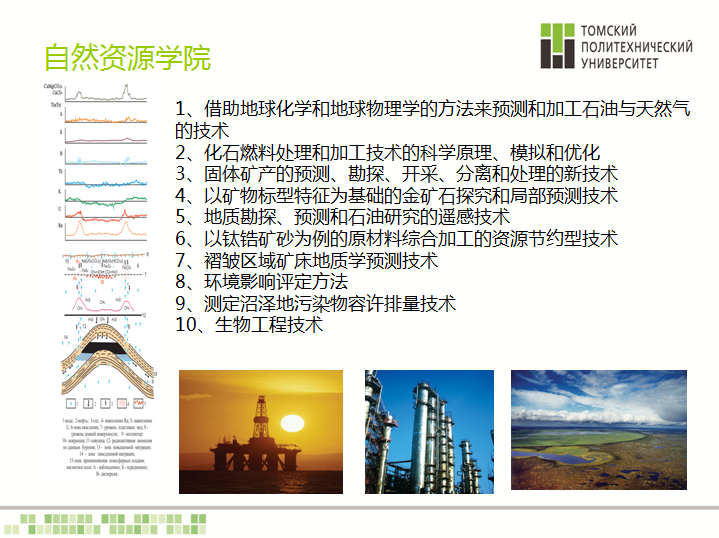 自然资源学院
ТОМСКИЙ
ПОЛИТЕХНИЧЕСКИЙ
УНИВЕРСИТЕТ
1、借助地球化学和地球物理学的方法来预测和加工石油与天然气
的技术
2、化石燃料处理和加工技术的科学原理、模拟和优化
3、固体矿产的预测、勘探、开采、分离和处理的新技术
4、以矿物标型特征为基础的金矿石探究和局部预测技术
5、地质勘探、预测和石油研究的遥感技术
6、以钛锆矿砂为例的原材料综合加工的资源节约型技术
7、褶皱区域矿床地质学预测技术
8、环境影响评定方法
9、测定沼泽地污染物容许排量技术
10、生物工程技术